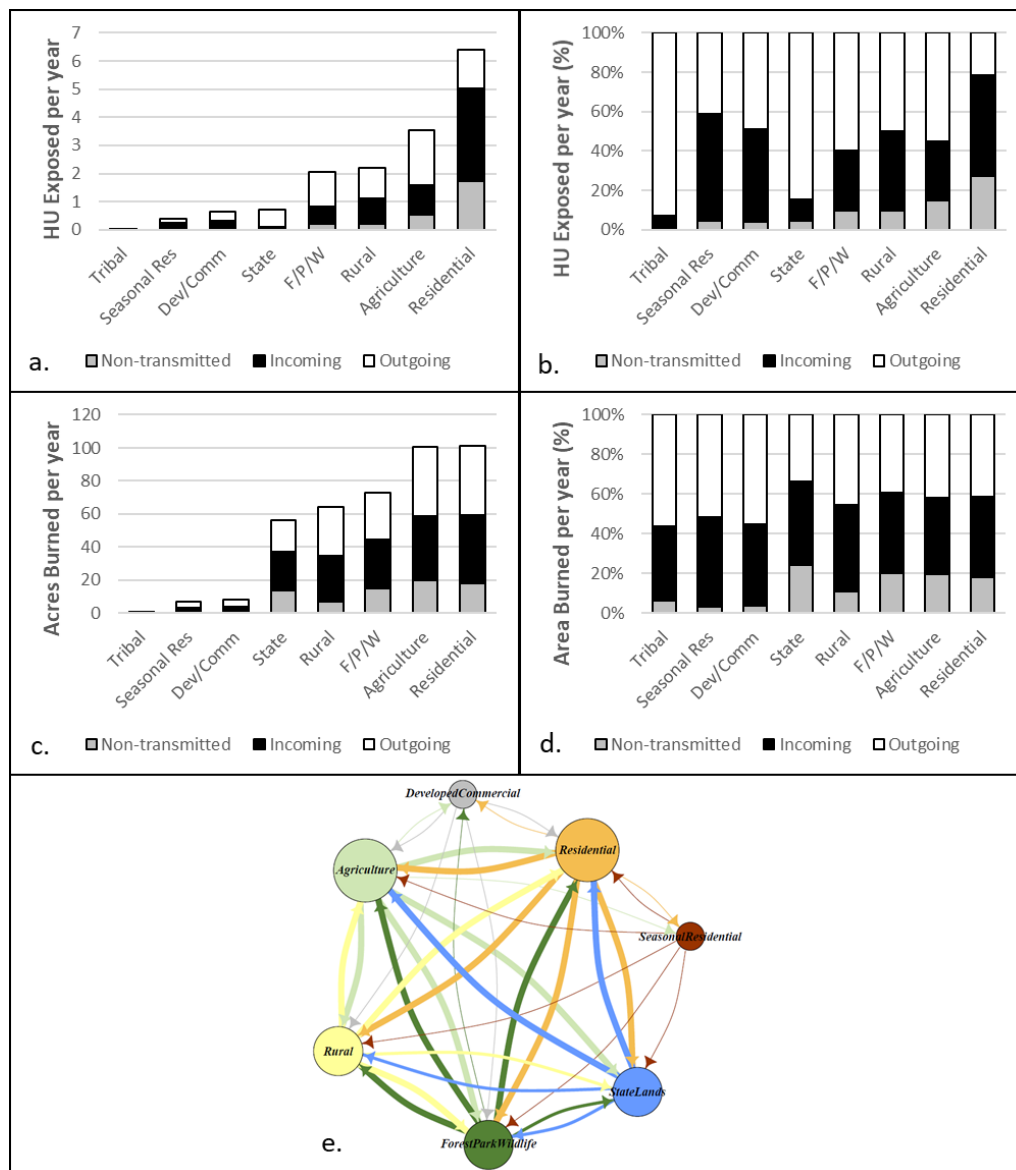 HU Exposed per year
7
6
5
4
3
2
1
0
Tribal
Seasonal Res
Dev/Comm
State
F/P/W
Rural
Agriculture
Residential
a.
Non-transmitted Incoming Outgoing
HU Exposed per year (%)
100%
80%
60%
40%
20%
0%
Tribal
Seasonal Res
Dev/Comm
State
F/P/W
Rural
Agriculture
Residential
b.
Non-transmitted Incoming Outgoing
Acres Burned per year
120
100
80
60
40
20
0
Tribal
Seasonal Res
Dev/Comm
State
Rural
F/P/W
Agriculture
Residential
c.
Non-transmitted Incoming Outgoing
Area Burned per year (%)
100%
80%
60%
40%
20%
0%
Tribal
Seasonal Res
Dev/Comm
State
Rural
F/P/W
Agriculture
Residential
d.
Non-transmitted Incoming Outgoing
DevelopedCommercial
Residential
Agriculture
SeasonalResidential
Rural
StateLands
ForestParkWildlife
e.